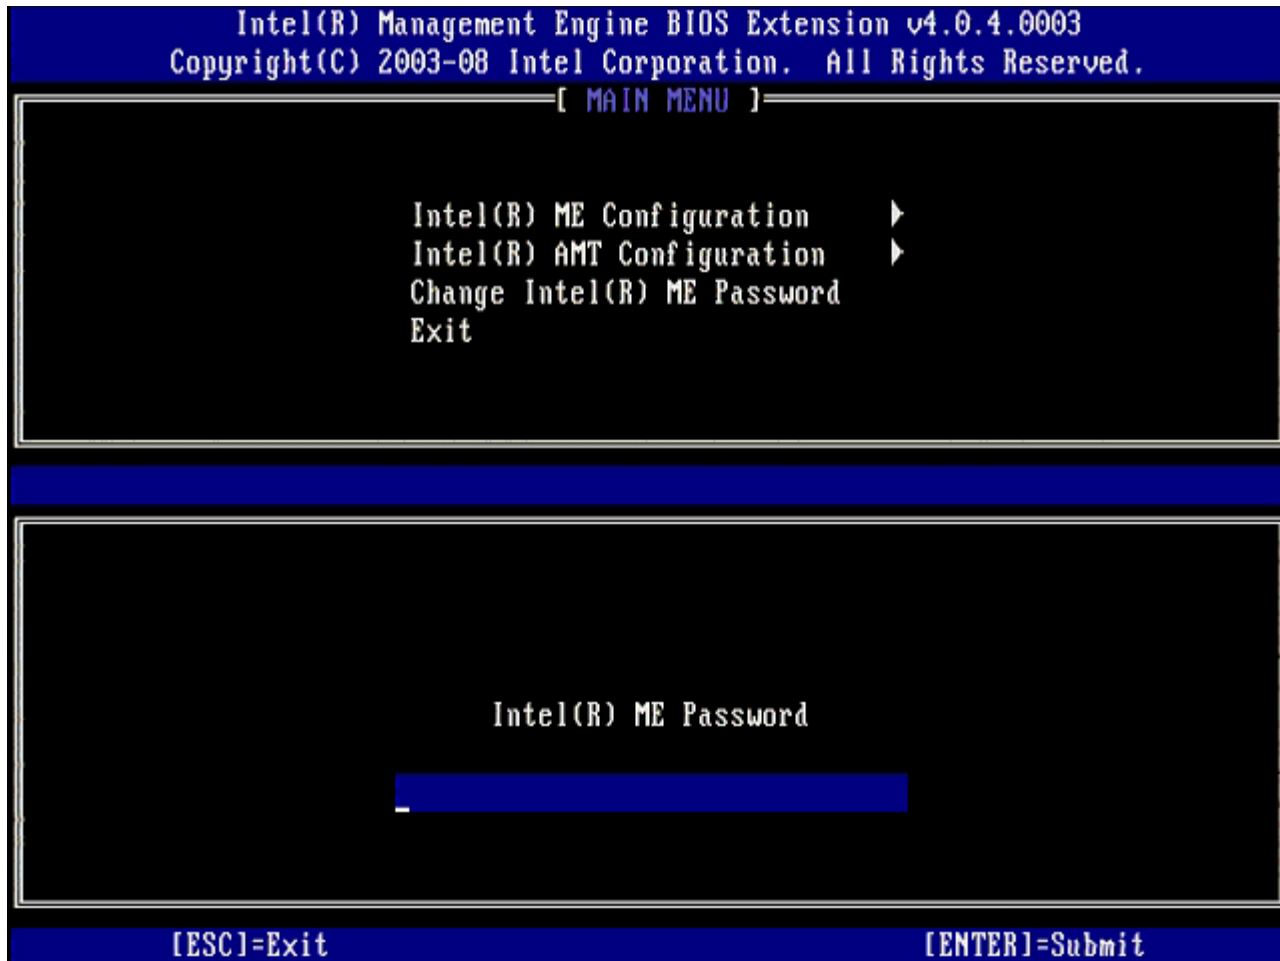 Intel(R) Management Engine BIOS Extension v4.0.4.0003
Copyright(C) 2003-08 Intel Corporation. All Rights Reserved.
[ MAIN MENU ]
Intel(R) ME Configuration
Intel(R) AMT Configuration
Change Intel(R) ME Password
Exit
Intel(R) ME Password
[ESC]=Exit [ENTER]=Submit